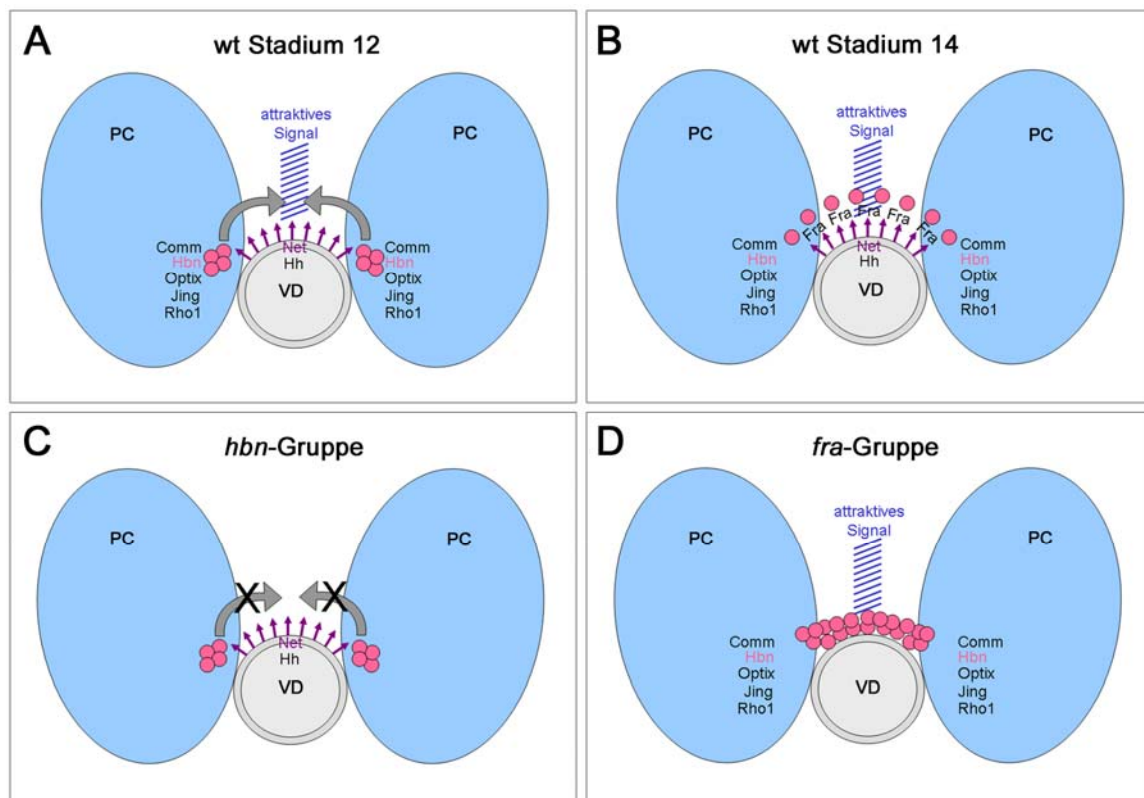 A
wt Stadium 12
PC
PC
attraktives
Signal
Comm
Hbn
Optix
Jing
Rho1
Net
Hh
VD
Comm
Hbn
Optix
Jing
Rho1
B
wt Stadium 14
PC
PC
attraktives
Signal
Fra
Fra
Fra
Fra
Fra
Comm
Hbn
Optix
Jing
Rho1
Net
Hh
VD
Comm
Hbn
Optix
Jing
Rho1
C
hbn-Gruppe
PC
PC
X
X
Net
Hh
VD
D
fra-Gruppe
PC
PC
attraktives
Signal
Comm
Hbn
Optix
Jing
Rho1
VD
Comm
Hbn
Optix
Jing
Rho1